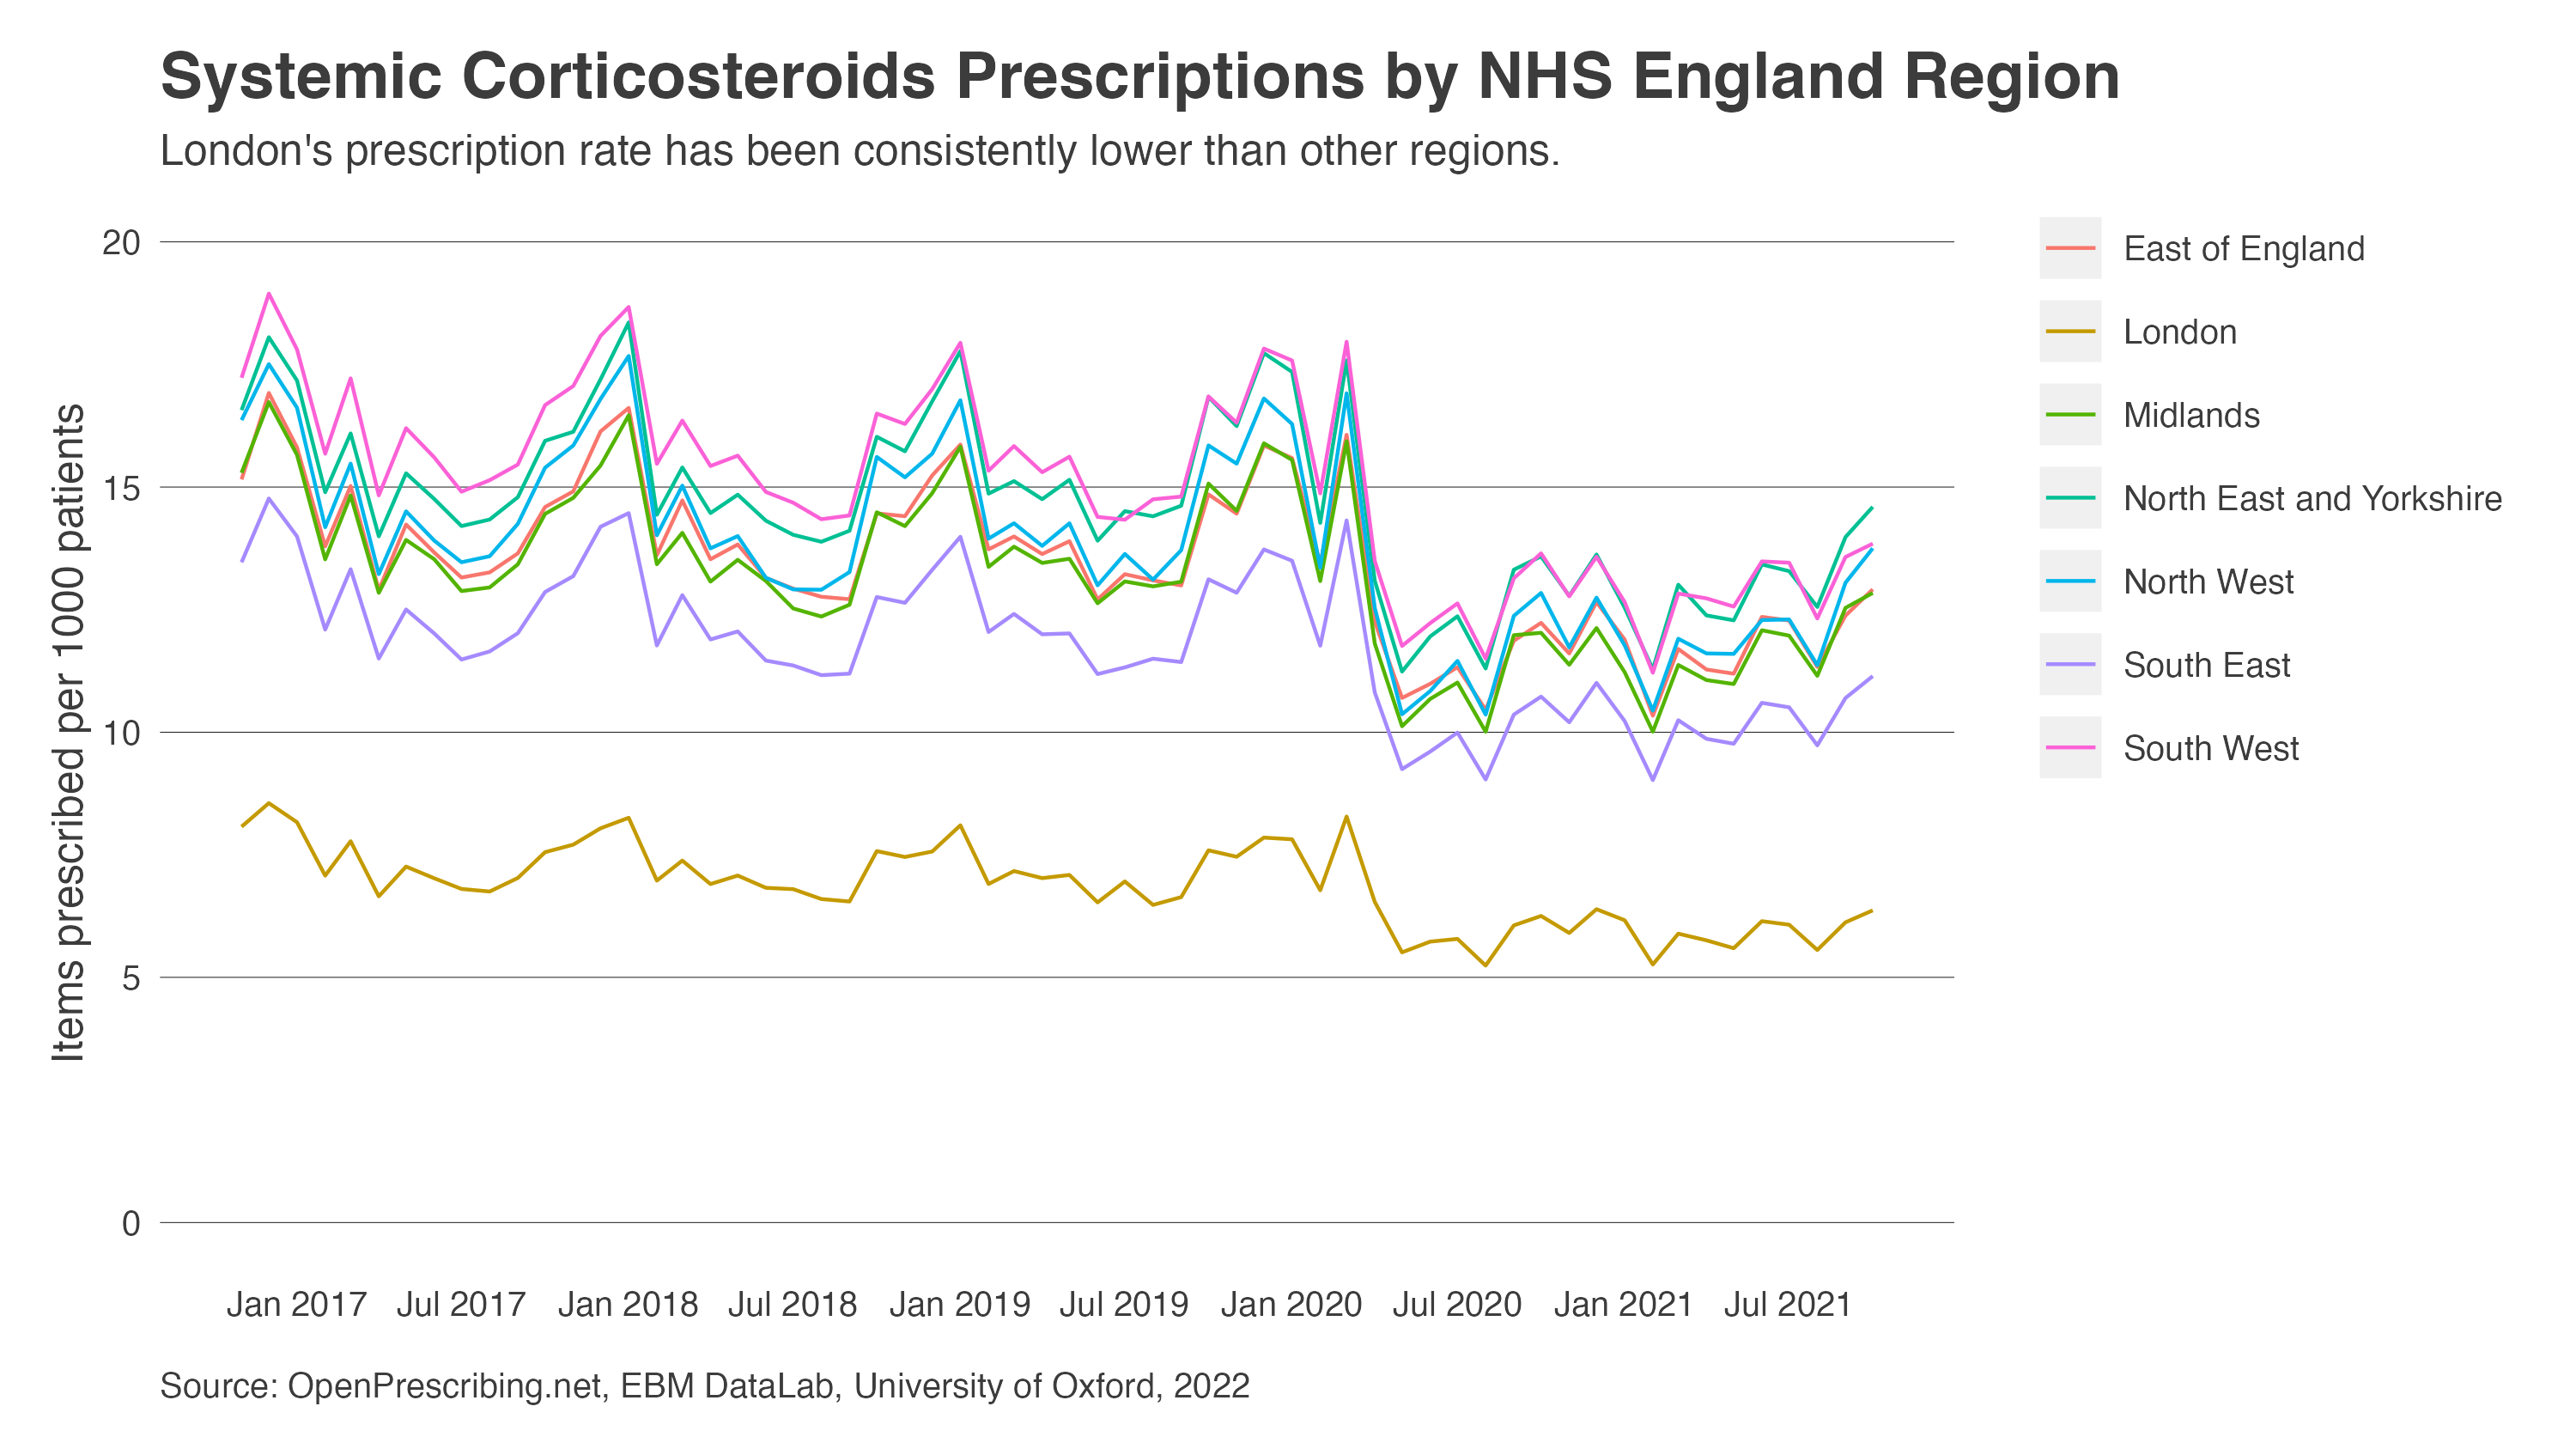 Systemic Corticosteroids Prescriptions by NHS England Region
London's prescription rate has been consistently lower than other regions.
Items prescribed per 1000 patients
20
15
10
5
0
Jan 2017 Jul 2017 Jan 2018 Jul 2018 Jan 2019 Jul 2019 Jan 2020 Jul 2020 Jan 2021 Jul 2021
East of England
London
Midlands
North East and Yorkshire
North West
South East
South West
Source: OpenPrescribing.net, EBM DataLab, University of Oxford, 2022